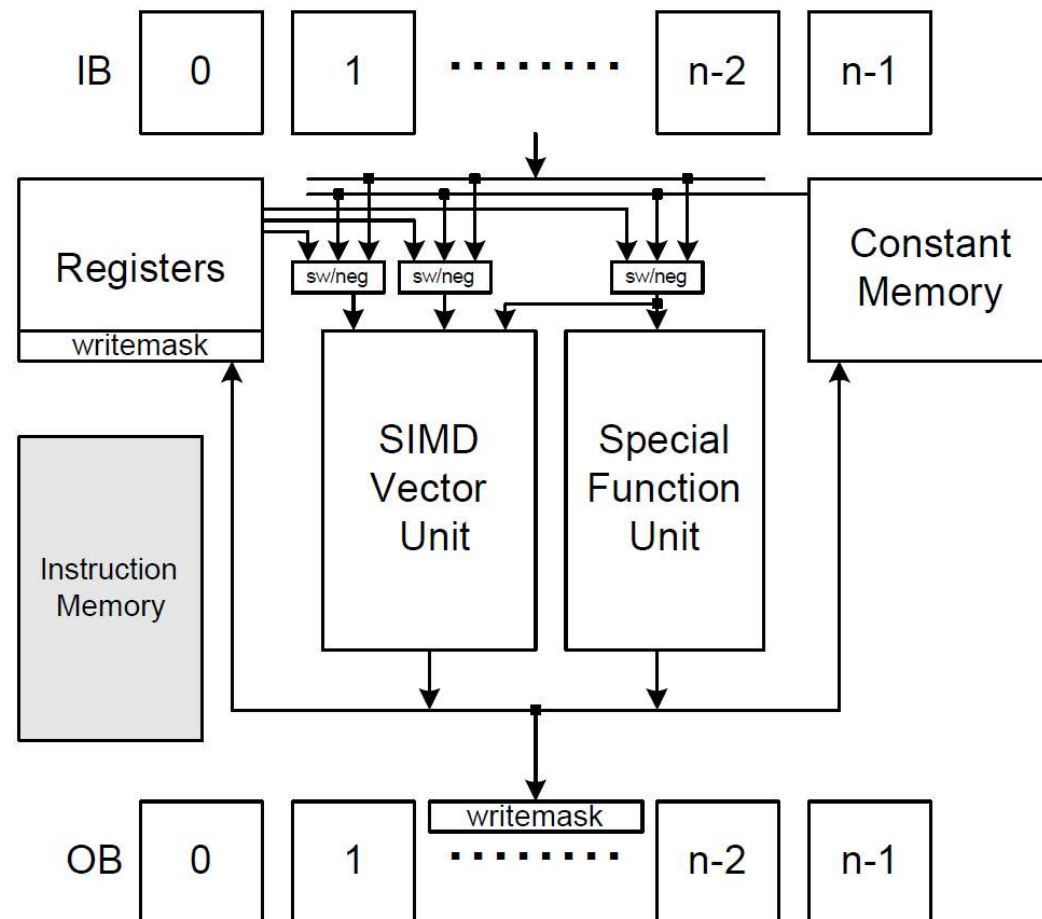 IB 0 1 ........ n-2 n-1
Registers
writemask
sw/neg sw/neg sw/neg
Constant
Memory
SIMD
Vector
Unit
Special
Function
Unit
Instruction
Memory
writemask
OB 0 1 ........ n-2 n-1